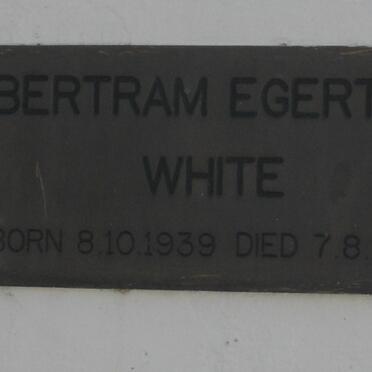 BERTRAM EGERT
WHITE
BORN 8.10.1939 DIED 7.8.